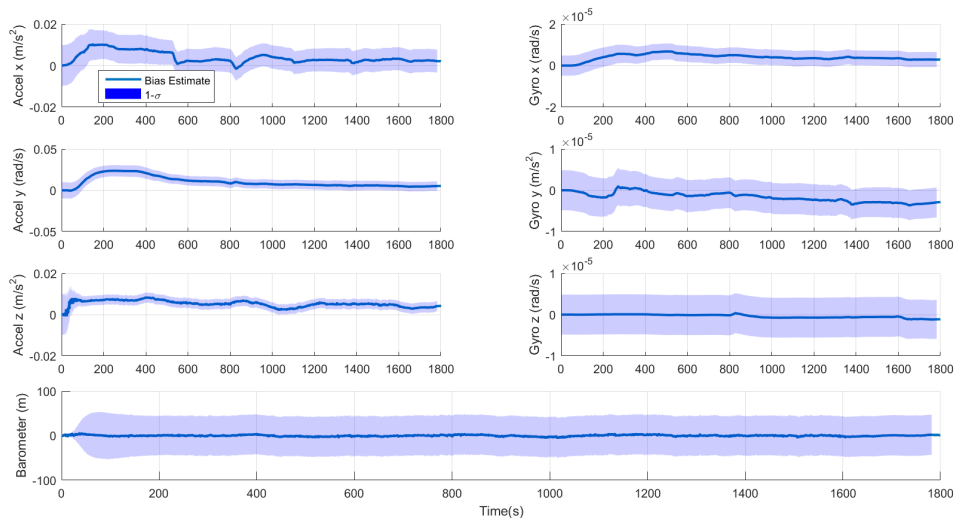 0.02
0
-0.02
Accel x (m/s²)
Bias Estimate
1-σ
0 200 400 600 800 1000 1200 1400 1600 1800
×10⁻⁵
2
0
-2
Gyro x (rad/s)
0 200 400 600 800 1000 1200 1400 1600 1800
0.05
0
-0.05
Accel y (rad/s)
0 200 400 600 800 1000 1200 1400 1600 1800
×10⁻⁵
1
0
-1
Gyro y (m/s²)
0 200 400 600 800 1000 1200 1400 1600 1800
0.02
0
-0.02
Accel z (m/s²)
0 200 400 600 800 1000 1200 1400 1600 1800
×10⁻⁵
1
0
-1
Gyro z (rad/s)
0 200 400 600 800 1000 1200 1400 1600 1800
100
0
-100
Barometer (m)
0 200 400 600 800 1000 1200 1400 1600 1800
Time(s)